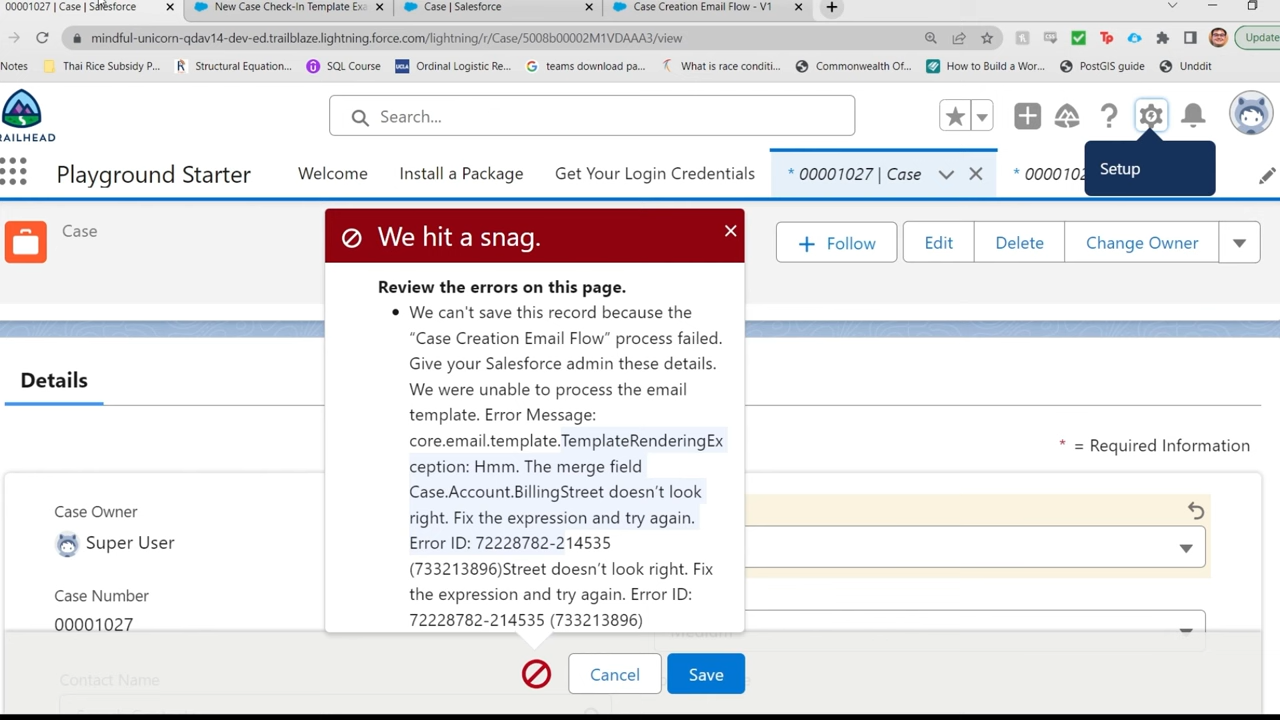 00001027 | Case | Salesforce
New Case Check-In Template Exa
Case | Salesforce
Case Creation Email Flow - V1
mindful-unicorn-qdav14-dev-ed.trailblaze.lightning.force.com/lightning/r/Case/5008b00002M1VDAAA3/view
Update
Notes
Thai Rice Subsidy P...
Structural Equation...
SQL Course
Ordinal Logistic Re...
teams download pa...
What is race conditi...
Commonwealth Of...
How to Build a Wor...
PostGIS guide
Unddit
Search...
RAILHEAD
Setup
Playground Starter
Welcome
Install a Package
Get Your Login Credentials
* 00001027 | Case
* 0000102
Case
We hit a snag.
Follow
Edit
Delete
Change Owner
Review the errors on this page.
We can't save this record because the
“Case Creation Email Flow” process failed.
Give your Salesforce admin these details.
We were unable to process the email
template. Error Message:
core.email.template.TemplateRenderingEx
ception: Hmm. The merge field
Case.Account.BillingStreet doesn’t look
right. Fix the expression and try again.
Error ID: 72228782-214535
(733213896)Street doesn’t look right. Fix
the expression and try again. Error ID:
72228782-214535 (733213896)
Details
* = Required Information
Case Owner
Super User
Case Number
00001027
Medium
Contact Name
Cancel
Save